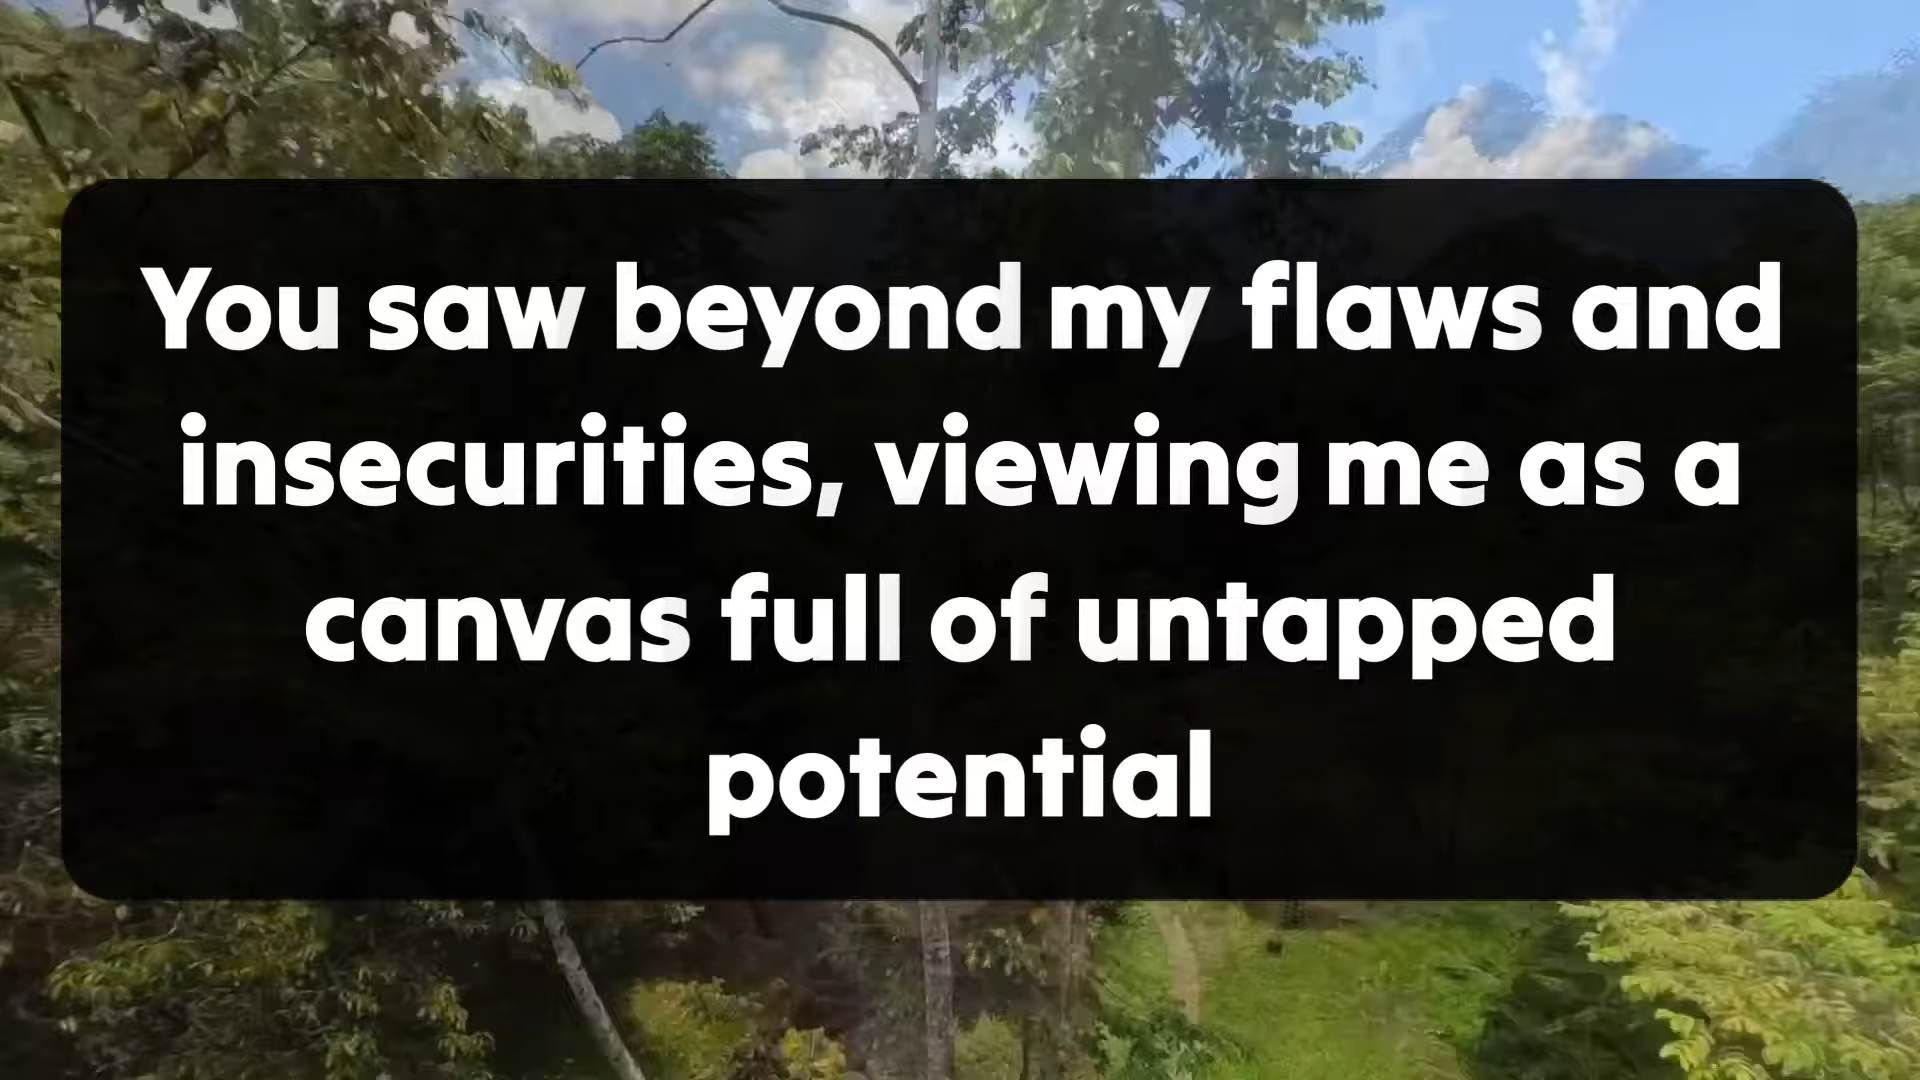 You saw beyond my flaws and
insecurities, viewing me as a
canvas full of untapped
potential